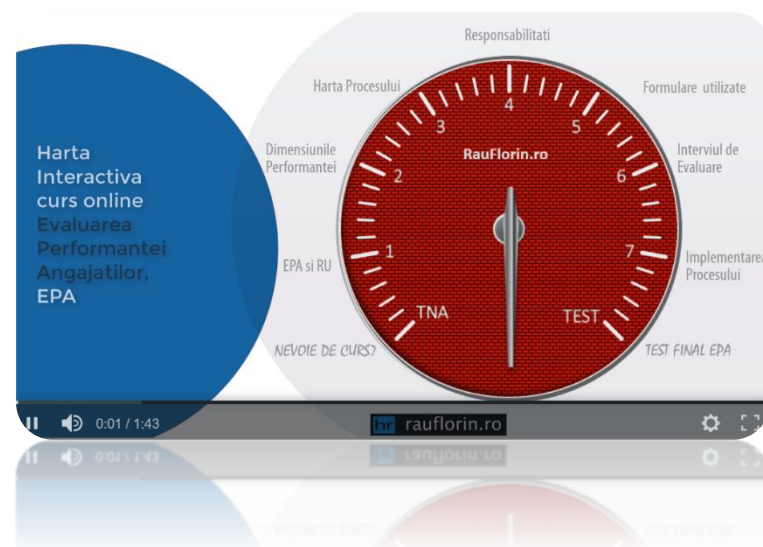 Harta
Interactiva
curs online
Evaluarea
Performantei
Angajatilor,
EPA
Responsabilitati
Harta Procesului
Formulare utilizate
Dimensiunile
Performantei
Interviul de
Evaluare
EPA si RU
Implementarea
Procesului
NEVOIE DE CURS?
TEST FINAL EPA
RauFlorin.ro
TNA
1
2
3
4
5
6
7
TEST
0:01 / 1:43
hr rauflorin.ro